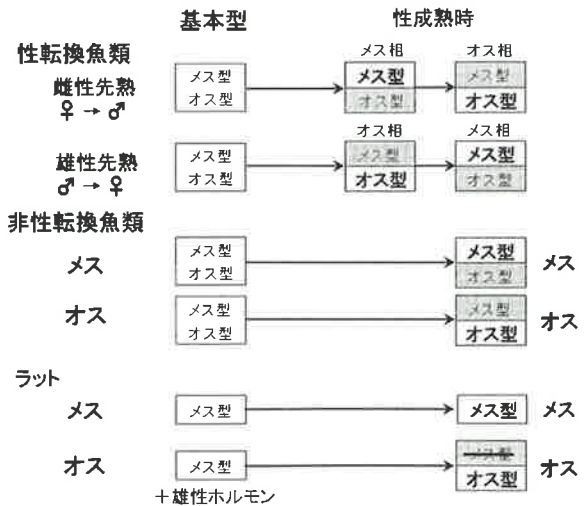 基本型 性成熟時
性転換魚類 メス相 オス相
雌性先熟 メス型 メス型 メス型
♀→♂ オス型 オス型 オス型
オス相 メス相
雄性先熟 メス型 メス型 メス型
♂→♀ オス型 オス型 オス型
非性転換魚類
メス メス型 メス型 メス
オス型 オス型
オス メス型 メス型 オス
オス型 オス型
ラット
メス メス型 メス型 メス
オス メス型 メス型 オス
オス型
+雄性ホルモン